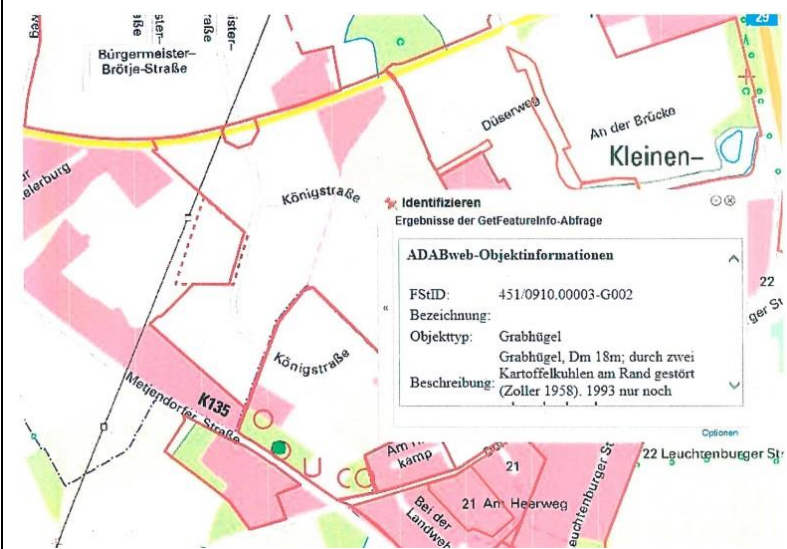 29
Bürgermeister–
Brötje-Straße
Düserweg
An der Brücke
Kleinen–
Königstraße
Identifizieren
Ergebnisse der GetFeatureInfo-Abfrage
ADABweb-Objektinformationen
FStID: 451/0910.00003-G002
Bezeichnung:
Objekttyp: Grabhügel
Beschreibung: Grabhügel, Dm 18m; durch zwei
Kartoffelkuhlen am Rand gestört
(Zoller 1958). 1993 nur noch
Optionen
22
Königstraße
K135
Metjendorfer Straße
22 Leuchtenburger Str
21
21 Am Heerweg
Bei der
Landweh
kamp